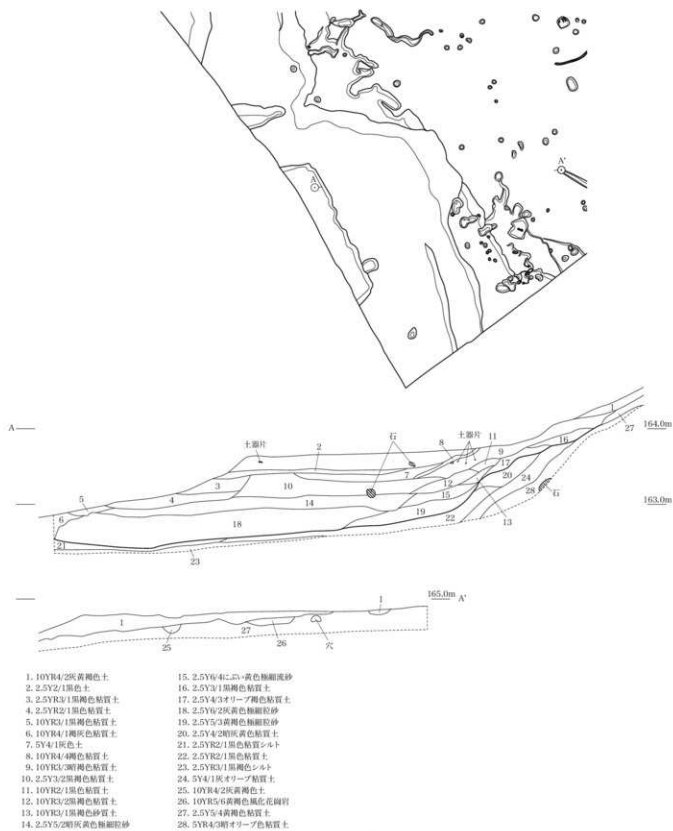 A
A'
A
164.0m
163.0m
土器片
2
石
8
土器片
11
1
27
16
9
17
7
12
20
24
3
10
15
28
石
5
4
14
6
18
19
22
13
21
23
165.0m A'
1
1
25
27
26
穴
1. 10YR4/2灰黄褐色土
2. 2.5Y2/1黒色土
3. 2.5YR3/1黒褐色粘質土
4. 2.5YR2/1黒色粘質土
5. 10YR3/1黒褐色粘質土
6. 10YR4/1褐灰色粘質土
7. 5Y4/1灰色土
8. 10YR4/4褐色粘質土
9. 10YR3/3暗褐色粘質土
10. 2.5Y3/2黒褐色粘質土
11. 10YR2/1黒色粘質土
12. 10YR3/2黒褐色粘質土
13. 10YR3/1黒褐色砂質土
14. 2.5Y5/2暗灰黄色極細粒砂
15. 2.5Y6/4にぶい黄色極細流砂
16. 2.5Y3/1黒褐色粘質土
17. 2.5Y4/3オリーブ褐色粘質土
18. 2.5Y6/2灰黄色極細粒砂
19. 2.5Y5/3黄褐色極細粒砂
20. 2.5Y4/2暗灰黄色粘質土
21. 2.5YR2/1黒色粘質シルト
22. 2.5YR2/1黒色粘質土
23. 2.5YR3/1黒褐色シルト
24. 5Y4/1灰オリーブ粘質土
25. 10YR4/2灰黄褐色土
26. 10YR5/6黄褐色風化花崗岩
27. 2.5Y5/4黄褐色粘質土
28. 5YR4/3暗オリーブ色粘質土